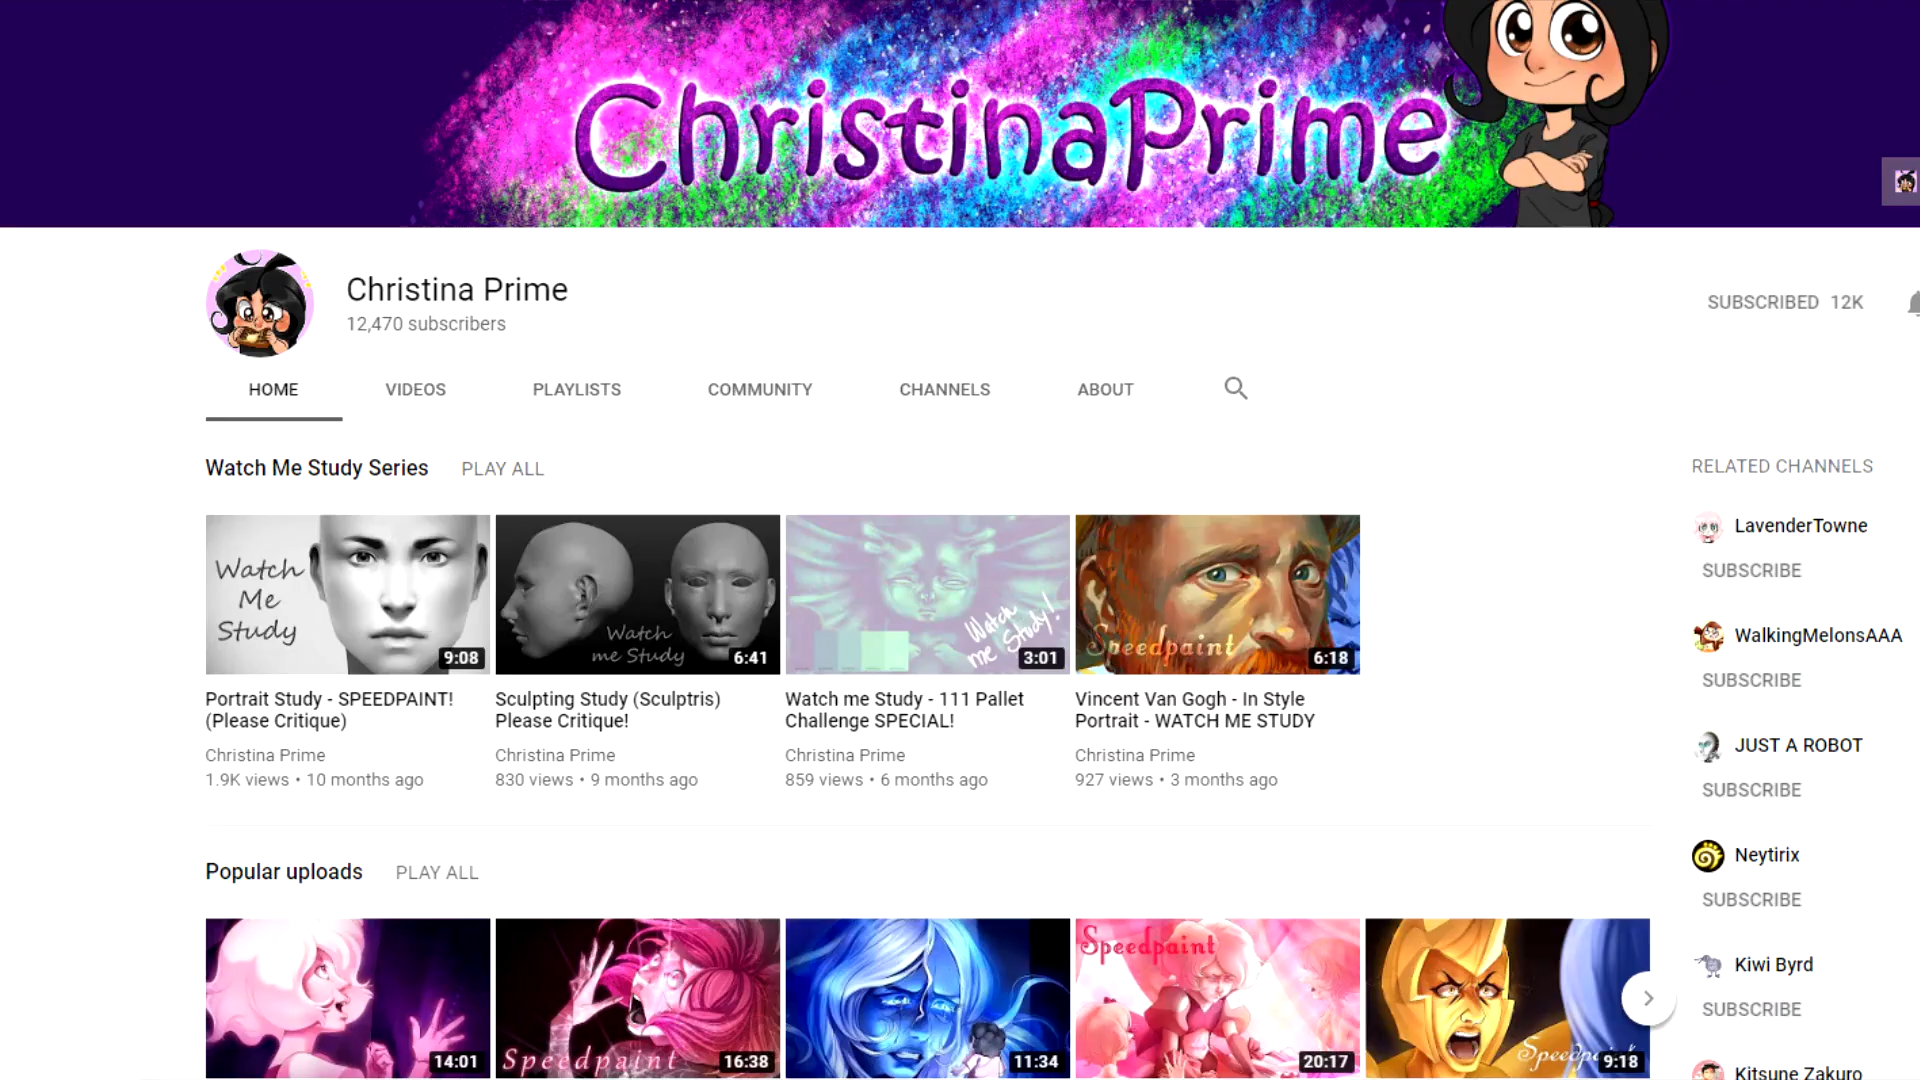 ChristinaPrime
Christina Prime
12,470 subscribers
SUBSCRIBED 12K
HOME VIDEOS PLAYLISTS COMMUNITY CHANNELS ABOUT
Watch Me Study Series PLAY ALL
Watch
Me
Study
9:08
Watch
me Study
6:41
Watch
me Study!
3:01
Speedpaint
6:18
Portrait Study - SPEEDPAINT!
(Please Critique)
Christina Prime
1.9K views • 10 months ago
Sculpting Study (Sculptris)
Please Critique!
Christina Prime
830 views • 9 months ago
Watch me Study - 111 Pallet
Challenge SPECIAL!
Christina Prime
859 views • 6 months ago
Vincent Van Gogh - In Style
Portrait - WATCH ME STUDY
Christina Prime
927 views • 3 months ago
Popular uploads PLAY ALL
14:01
Speedpaint
16:38
11:34
Speedpaint
20:17
9:18
RELATED CHANNELS
LavenderTowne
SUBSCRIBE
WalkingMelonsAAA
SUBSCRIBE
JUST A ROBOT
SUBSCRIBE
Neytirix
SUBSCRIBE
Kiwi Byrd
SUBSCRIBE
Kitsune Zakuro